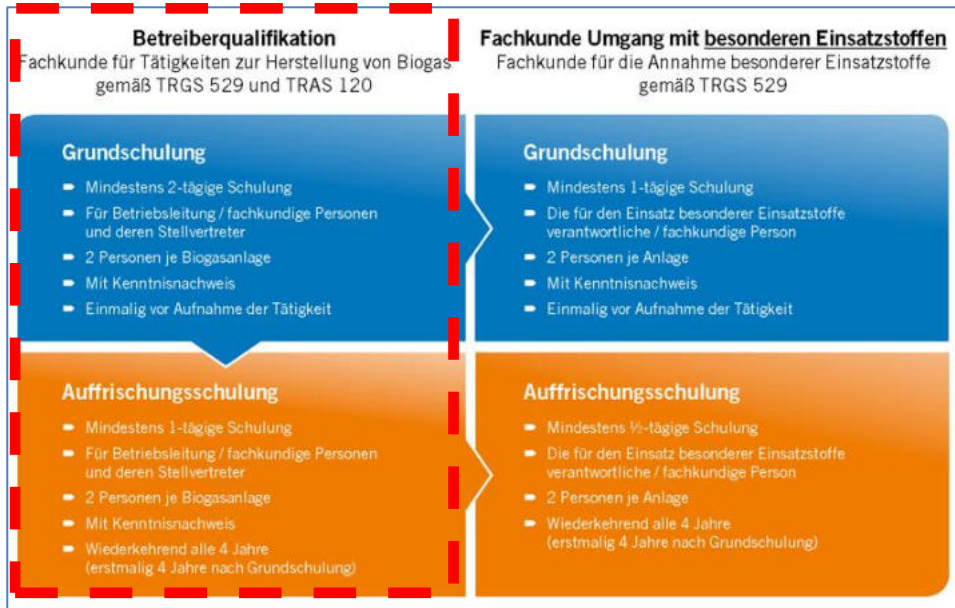 Betreiberqualifikation
Fachkunde für Tätigkeiten zur Herstellung von Biogas
gemäß TRGS 529 und TRAS 120
Grundschulung
Mindestens 2-tägige Schulung
Für Betriebsleitung / fachkundige Personen
und deren Stellvertreter
2 Personen je Biogasanlage
Mit Kenntnisnachweis
Einmalig vor Aufnahme der Tätigkeit
Auffrischungsschulung
Mindestens 1-tägige Schulung
Für Betriebsleitung / fachkundige Personen
und deren Stellvertreter
2 Personen je Biogasanlage
Mit Kenntnisnachweis
Wiederkehrend alle 4 Jahre
(erstmalig 4 Jahre nach Grundschulung)
Fachkunde Umgang mit besonderen Einsatzstoffen
Fachkunde für die Annahme besonderer Einsatzstoffe
gemäß TRGS 529
Grundschulung
Mindestens 1-tägige Schulung
Die für den Einsatz besonderer Einsatzstoffe
verantwortliche / fachkundige Person
2 Personen je Anlage
Mit Kenntnisnachweis
Einmalig vor Aufnahme der Tätigkeit
Auffrischungsschulung
Mindestens ½-tägige Schulung
Die für den Einsatz besonderer Einsatzstoffe
verantwortliche / fachkundige Person
2 Personen je Anlage
Wiederkehrend alle 4 Jahre
(erstmalig 4 Jahre nach Grundschulung)